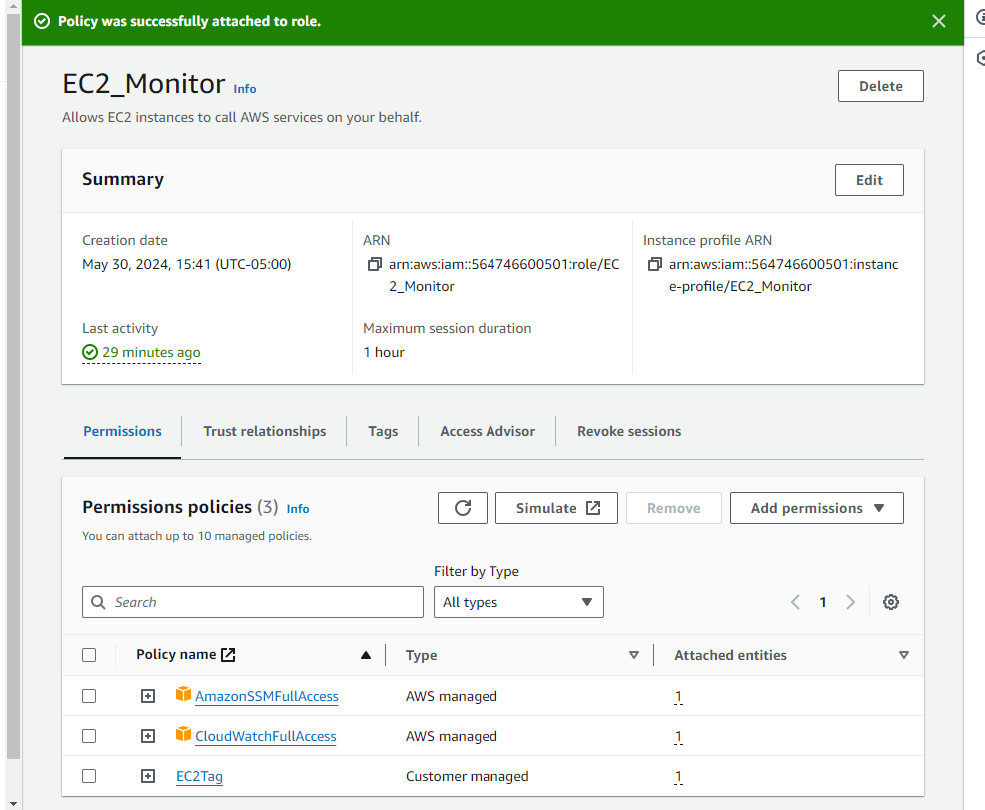 Policy was successfully attached to role.
EC2_Monitor Info
Delete
Allows EC2 instances to call AWS services on your behalf.
Summary
Edit
Creation date
May 30, 2024, 15:41 (UTC-05:00)
ARN
arn:aws:iam::564746600501:role/EC
2_Monitor
Instance profile ARN
arn:aws:iam::564746600501:instanc
e-profile/EC2_Monitor
Last activity
29 minutes ago
Maximum session duration
1 hour
Permissions
Trust relationships
Tags
Access Advisor
Revoke sessions
Permissions policies (3) Info
Simulate
Remove
Add permissions
You can attach up to 10 managed policies.
Filter by Type
Search
All types
1
Policy name
Type
Attached entities
AmazonSSMFullAccess
AWS managed
1
CloudWatchFullAccess
AWS managed
1
EC2Tag
Customer managed
1